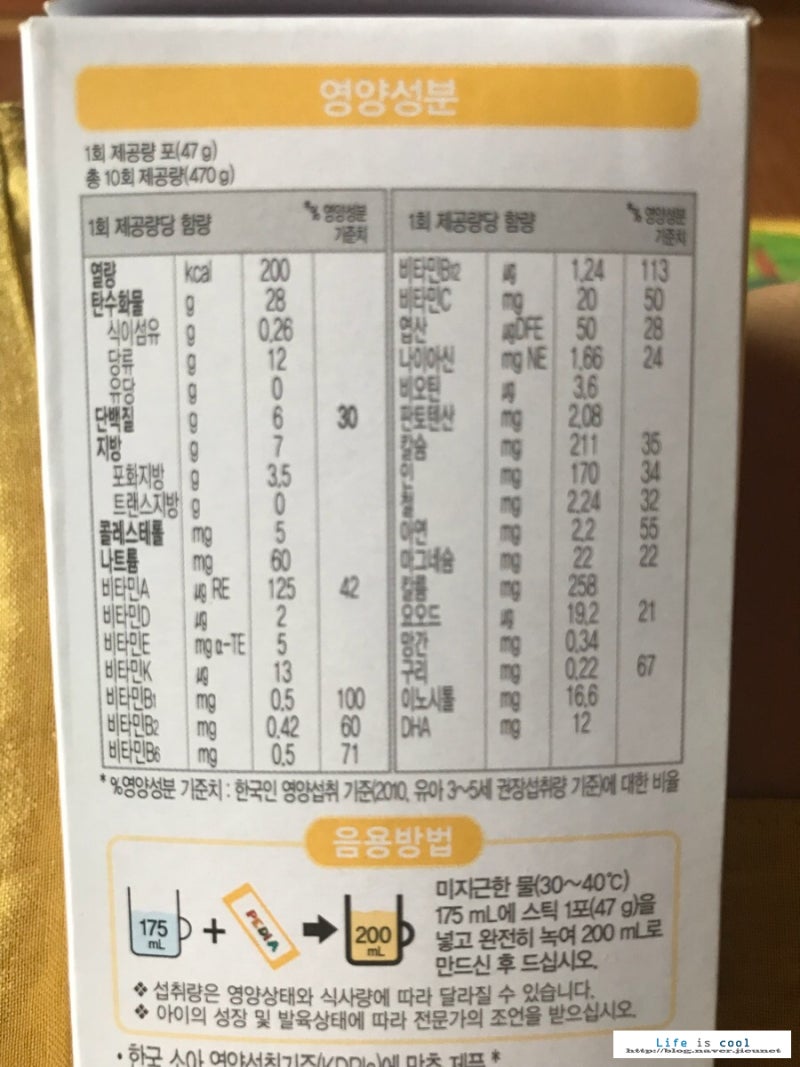 영양성분
1회 제공량 포(47 g)
총 10회 제공량(470 g)
1회 제공량당 함량 *% 영양성분 기준치
열량 kcal 200
탄수화물 g 28
식이섬유 g 0.26
당류 g 12
유당 g 0
단백질 g 6 30
지방 g 7
포화지방 g 3.5
트랜스지방 g 0
콜레스테롤 mg 5
나트륨 mg 60
비타민A μg RE 125 42
비타민D μg 2
비타민E mg α-TE 5
비타민K μg 13
비타민B1 mg 0.5 100
비타민B2 mg 0.42 60
비타민B6 mg 0.5 71
1회 제공량당 함량 *% 영양성분 기준치
비타민B12 μg 1.24 113
비타민C mg 20 50
엽산 μgDFE 50 28
나이아신 mg NE 1.66 24
비오틴 μg 3.6
판토텐산 mg 2.08
칼슘 mg 211 35
인 mg 170 34
철 mg 2.24 32
아연 mg 2.2 55
마그네슘 mg 22 22
칼륨 mg 258
요오드 μg 19.2 21
망간 mg 0.34
구리 mg 0.22 67
이노시톨 mg 16.6
DHA mg 12
*%영양성분 기준치 : 한국인 영양섭취 기준(2010, 유아 3~5세 권장섭취량 기준)에 대한 비율
음용방법
175 mL + PEDIA 200 mL
미지근한 물(30~40℃)
175 mL에 스틱 1포(47 g)을
넣고 완전히 녹여 200 mL로
만드신 후 드십시오.
❖ 섭취량은 영양상태와 식사량에 따라 달라질 수 있습니다.
❖ 아이의 성장 및 발육상태에 따라 전문가의 조언을 받으십시오.
• 한국 소아 영양섭취기준(KDRIs)에 맞춘 제품 *
Life is cool
http://blog.naver.jieunet